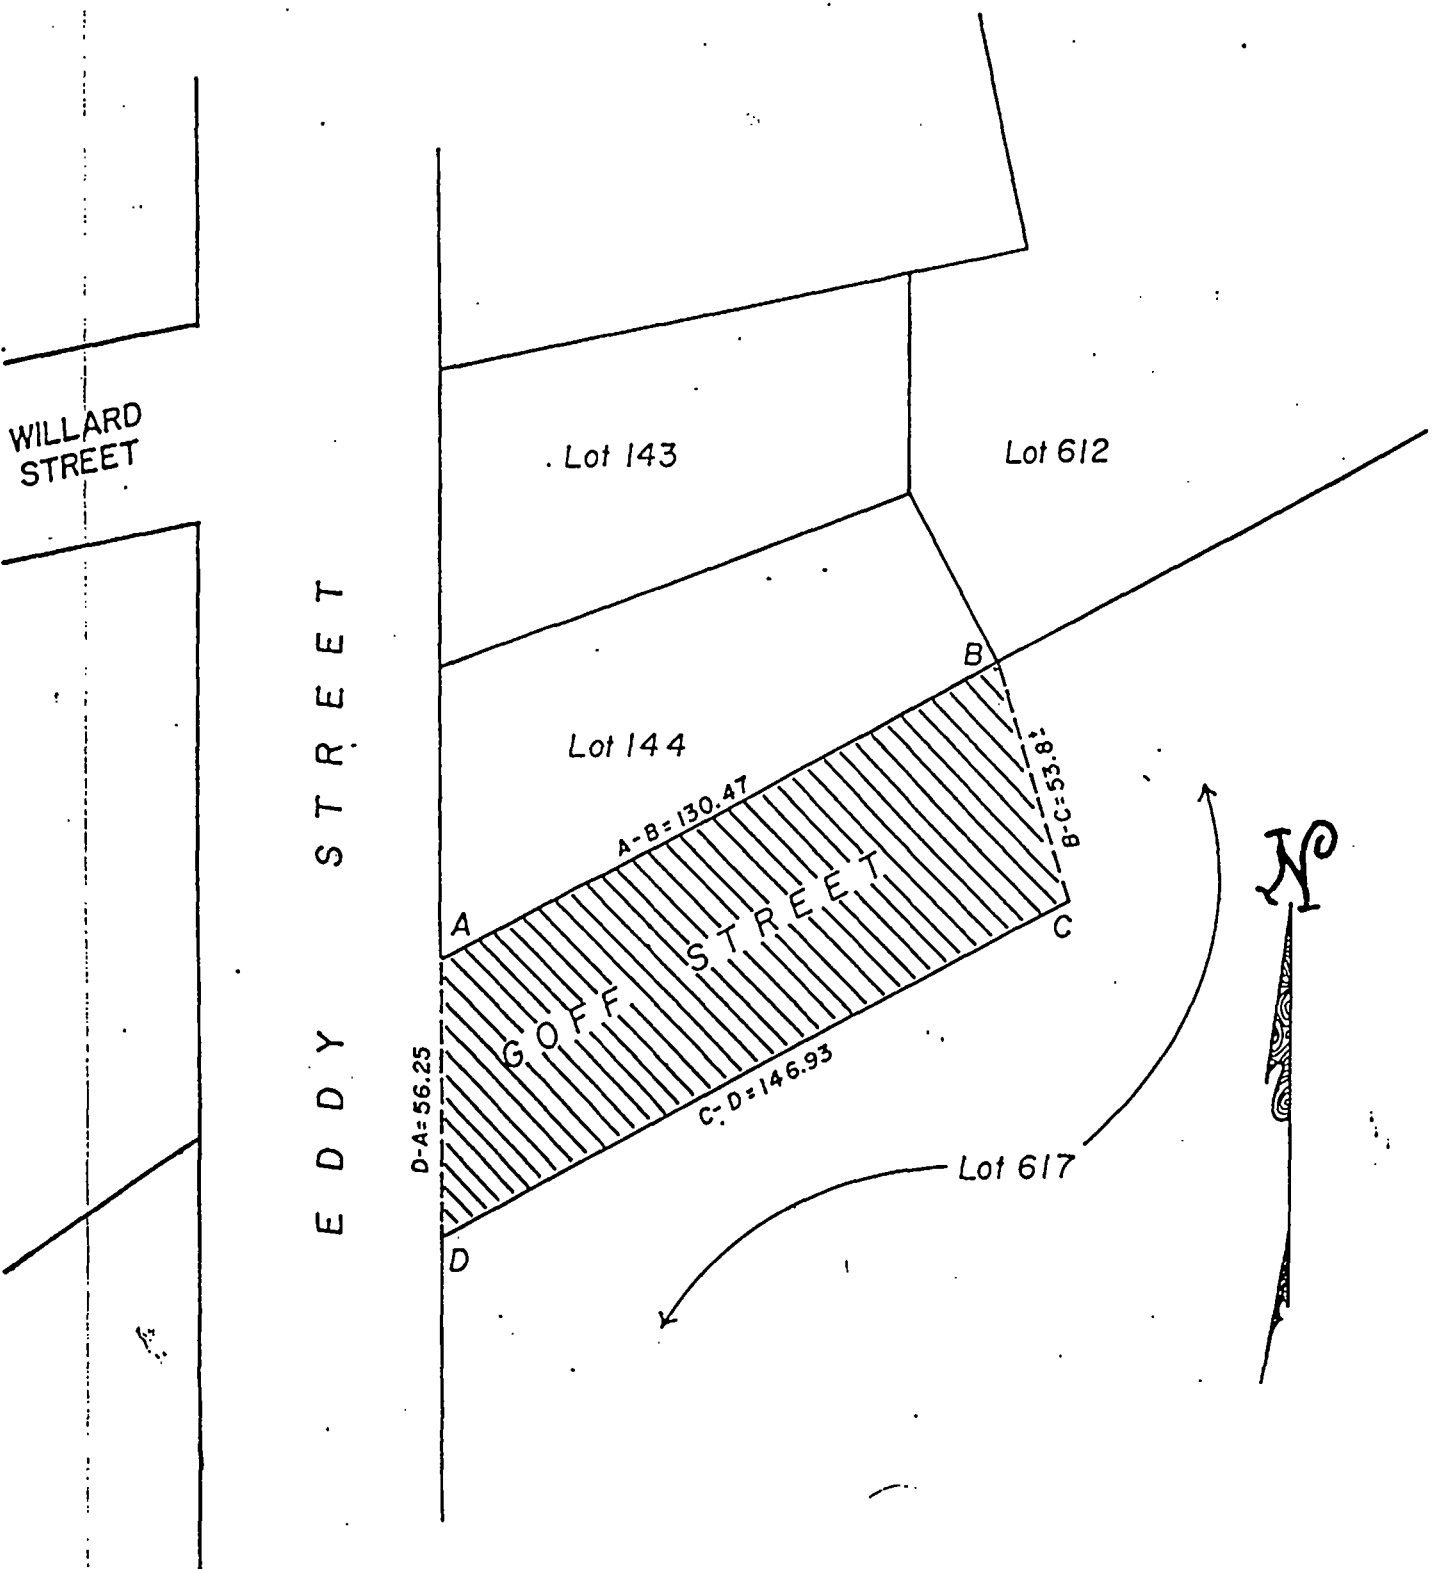 WILLARD
STREET
Lot 143
Lot 612
EDDY STREET
B
Lot 144
A-B=130.47
B-C=53.8±
A
GOFF STREET
C
N
D-A=56.25
C-D=146.93
Lot 617
D